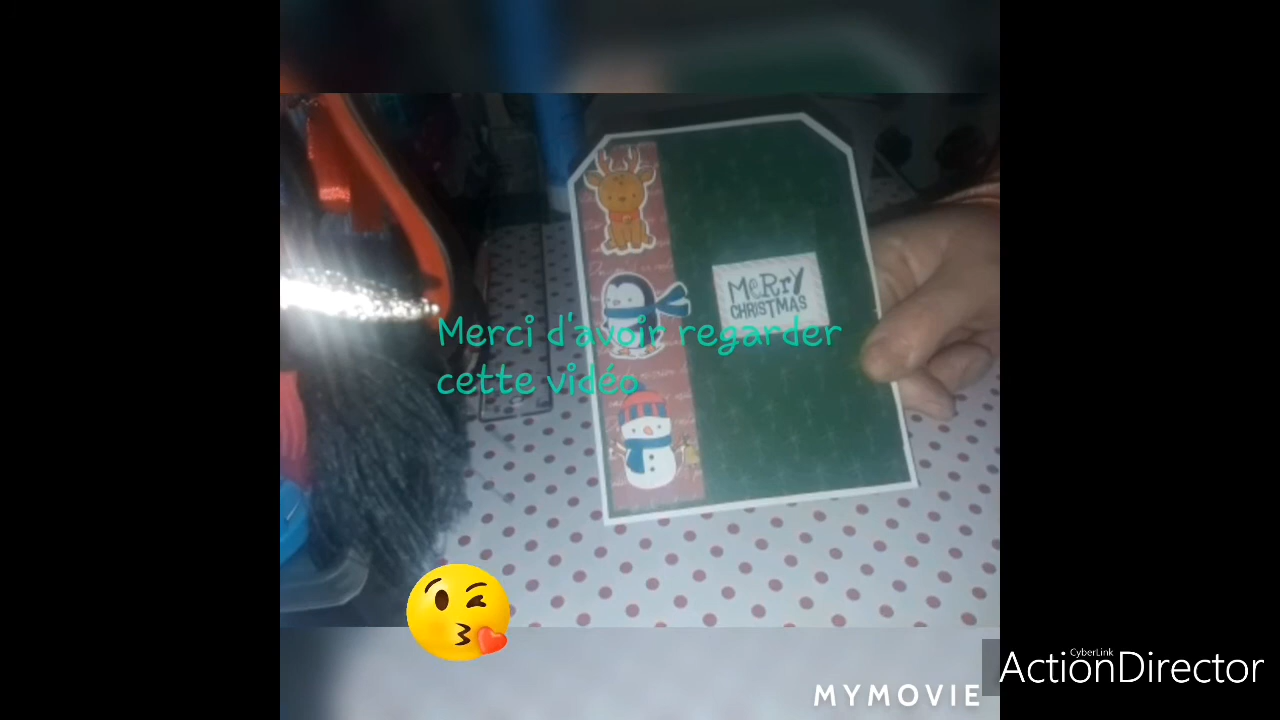 MeRRy
CHRISTMAS
Merci d'avoir regarder
cette vidéo
CyberLink
ActionDirector
MYMOVIE